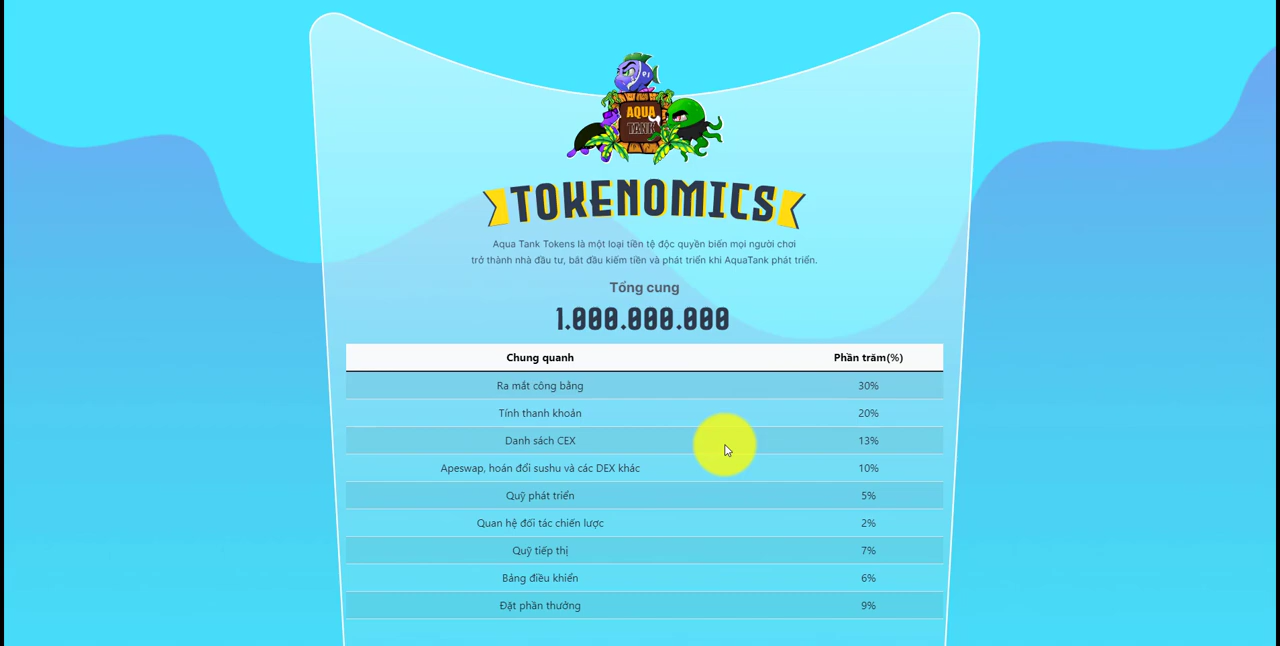 AQUA
TANK
TOKENOMICS
Aqua Tank Tokens là một loại tiền tệ độc quyền biến mọi người chơi
trở thành nhà đầu tư, bắt đầu kiếm tiền và phát triển khi AquaTank phát triển.
Tổng cung
1.000.000.000
Chung quanh Phần trăm(%)
Ra mắt công bằng 30%
Tính thanh khoản 20%
Danh sách CEX 13%
Apeswap, hoán đổi sushu và các DEX khác 10%
Quỹ phát triển 5%
Quan hệ đối tác chiến lược 2%
Quỹ tiếp thị 7%
Bảng điều khiển 6%
Đặt phần thưởng 9%